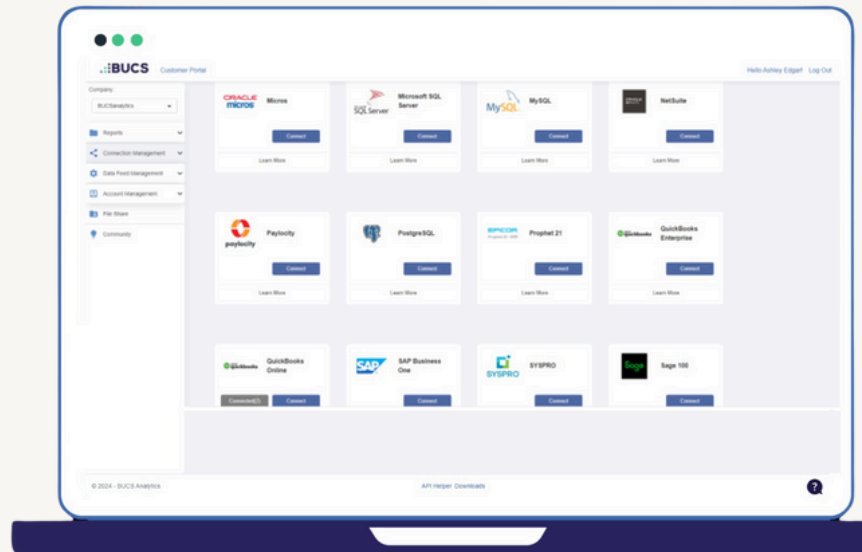 .:BUCS Customer Portal Hello Ashley Edgert Log Out
Company:
BUCSanalytics
Reports
Connection Management
Data Feed Management
Account Management
File Share
Community
ORACLE
micros
Micros
Connect
Learn More
SQL Server
Microsoft SQL
Server
Connect
Learn More
MySQL
MySQL
Connect
Learn More
NetSuite
Connect
Learn More
paylocity
Paylocity
Connect
Learn More
PostgreSQL
Connect
Learn More
EPICOR
Prophet 21
Connect
Learn More
quickbooks
QuickBooks
Enterprise
Connect
Learn More
quickbooks
QuickBooks
Online
Connected(2) Connect
SAP
SAP Business
One
Connect
SYSPRO
SYSPRO
Connect
Sage
Sage 100
Connect
© 2024 - BUCS Analytics API Helper Downloads ?